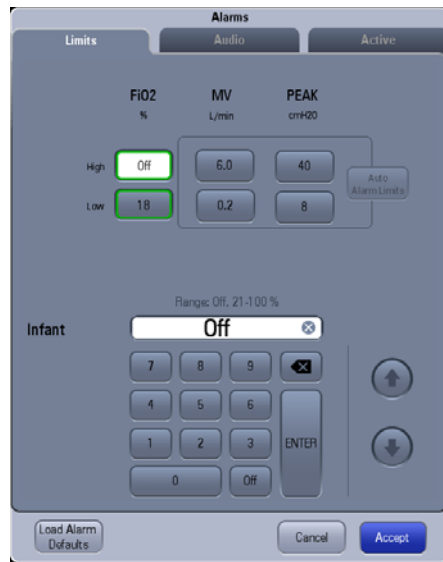 Alarms
Limits Audio Active
FiO2 MV PEAK
% L/min cmH2O
High Off 6.0 40
Auto
Alarm Limits
Low 18 0.2 8
Range: Off, 21-100 %
Infant Off
7 8 9
4 5 6
1 2 3 ENTER
0 Off
Load Alarm
Defaults
Cancel Accept